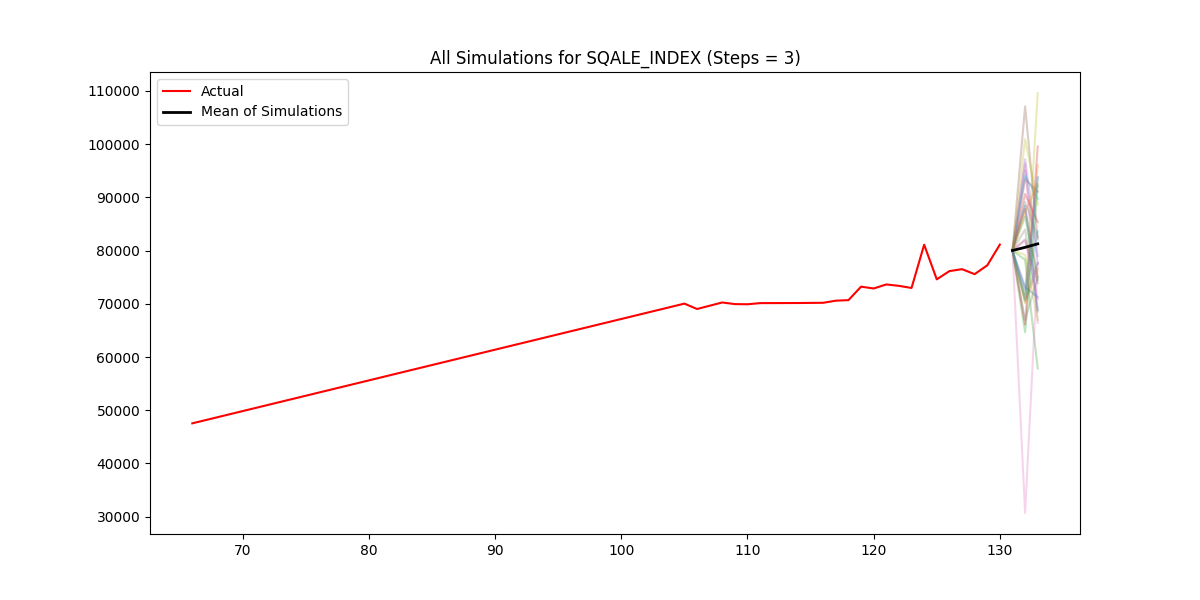 All Simulations for SQALE_INDEX (Steps = 3)
Actual
Mean of Simulations
110000
100000
90000
80000
70000
60000
50000
40000
30000
70 80 90 100 110 120 130